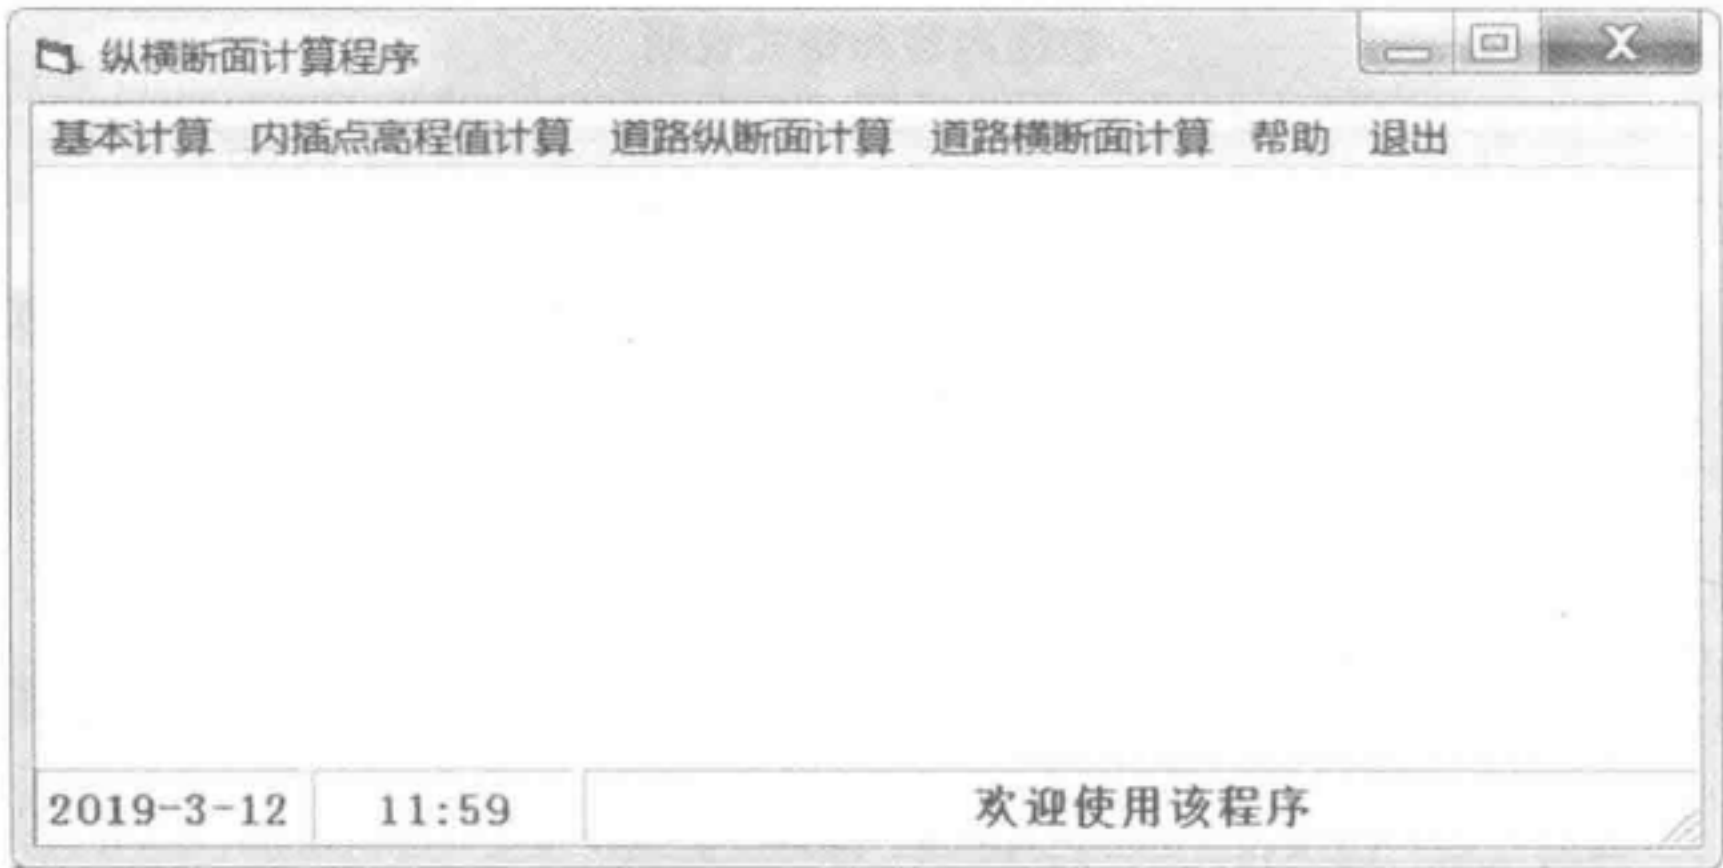 纵横断面计算程序
基本计算 内插点高程值计算 道路纵断面计算 道路横断面计算 帮助 退出
2019-3-12 11:59 欢迎使用该程序